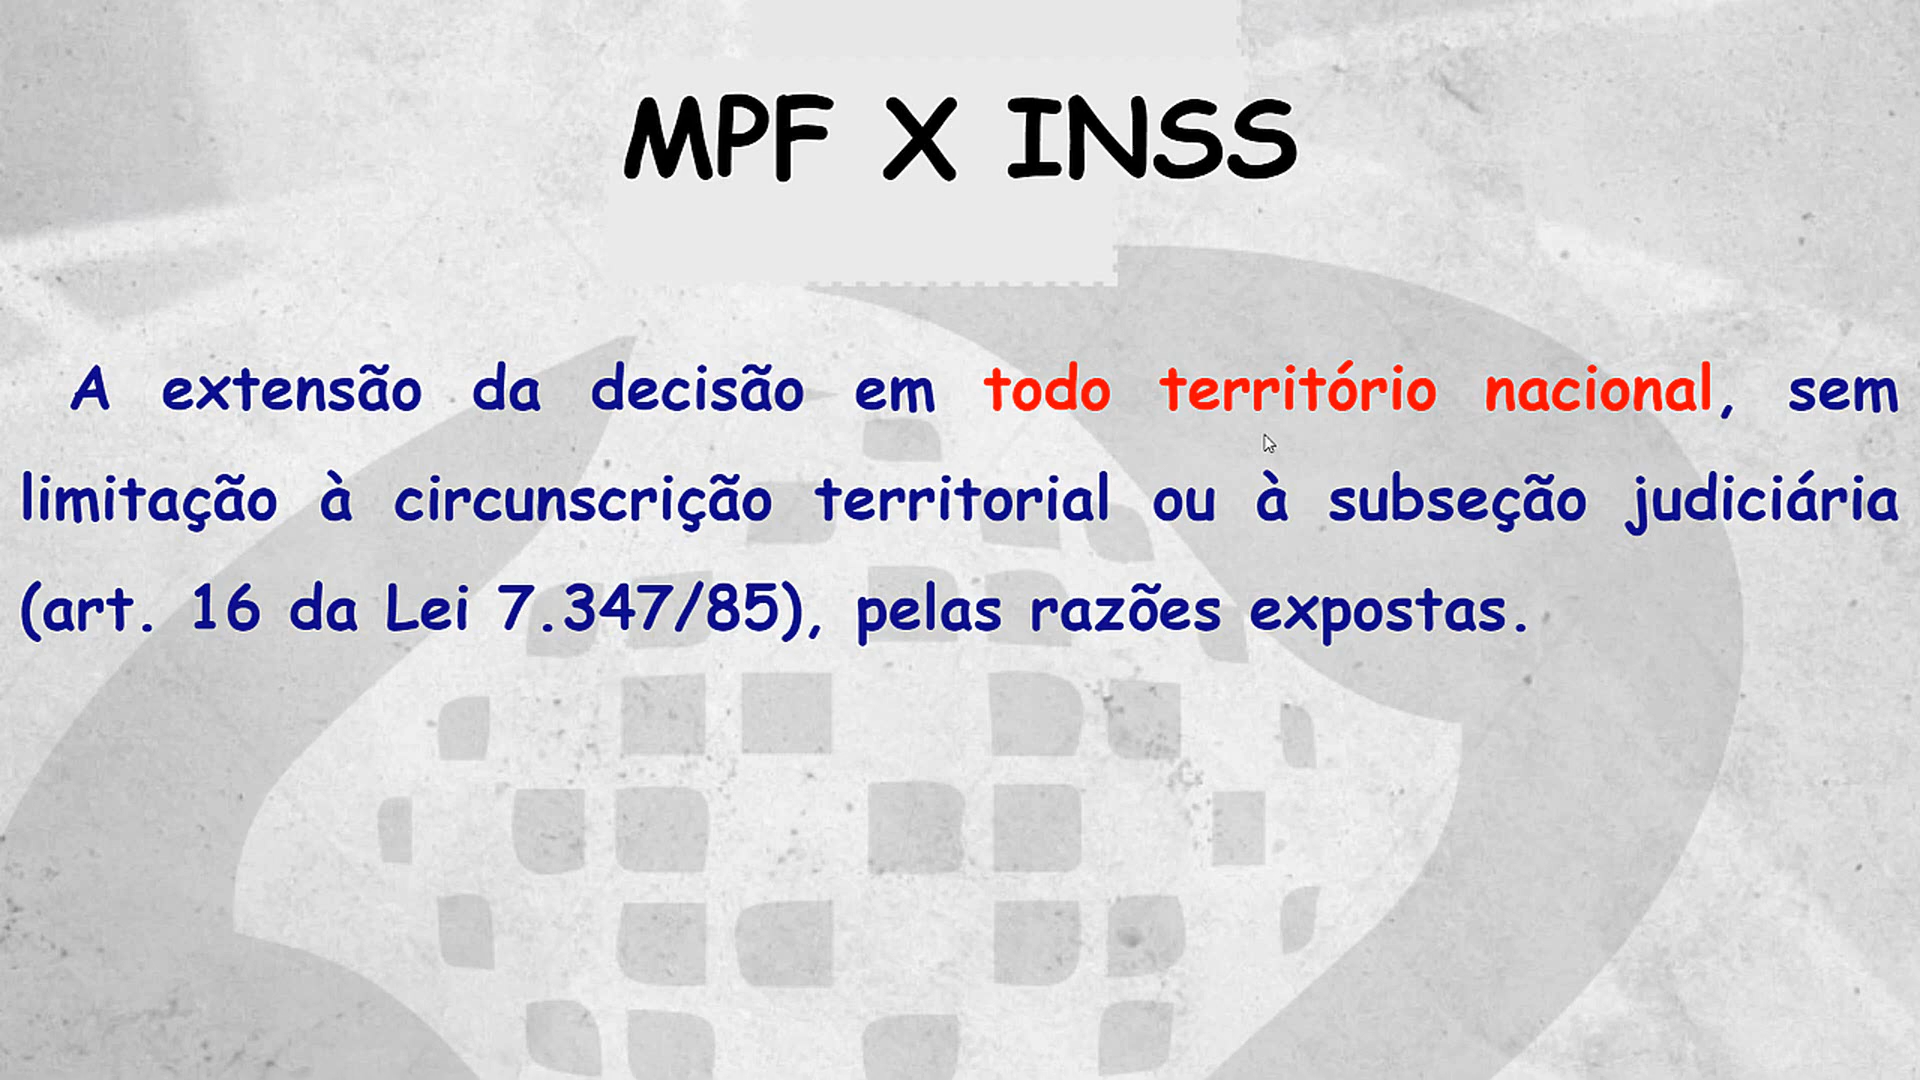 MPF X INSS
A extensão da decisão em todo território nacional, sem
limitação à circunscrição territorial ou à subseção judiciária
(art. 16 da Lei 7.347/85), pelas razões expostas.